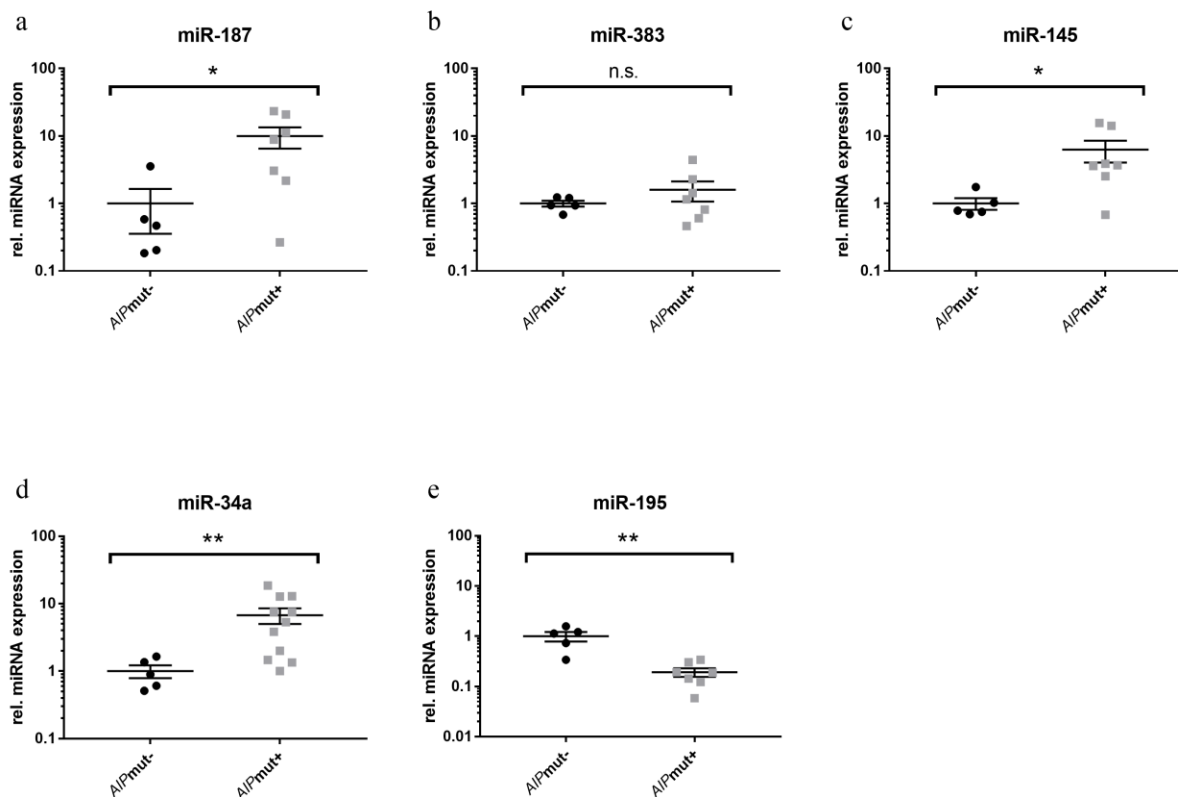 a
miR-187
rel. miRNA expression
100
10
1
0.1
*
AIPmut-
AIPmut+
b
miR-383
rel. miRNA expression
100
10
1
0.1
n.s.
AIPmut-
AIPmut+
c
miR-145
rel. miRNA expression
100
10
1
0.1
*
AIPmut-
AIPmut+
d
miR-34a
rel. miRNA expression
100
10
1
0.1
**
AIPmut-
AIPmut+
e
miR-195
rel. miRNA expression
100
10
1
0.1
0.01
**
AIPmut-
AIPmut+